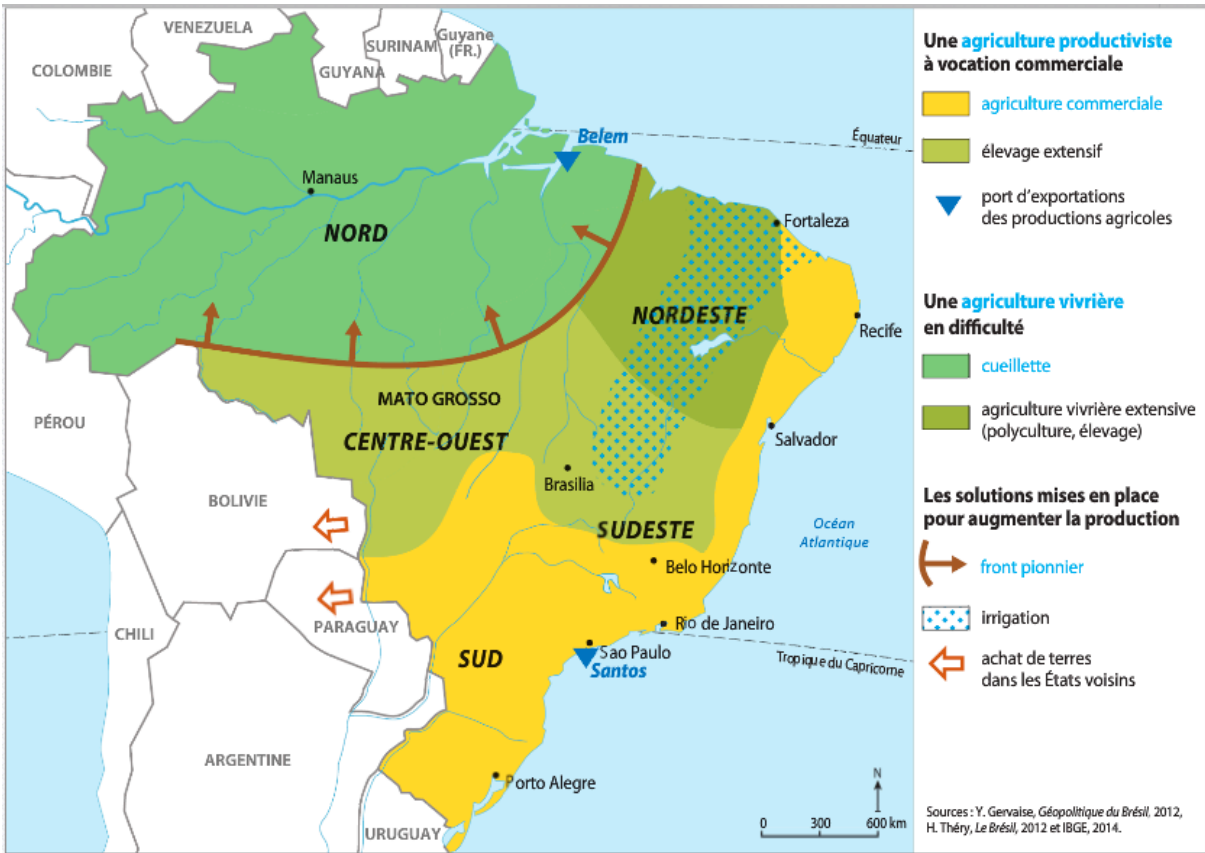 VENEZUELA
COLOMBIE
GUYANA
SURINAM
Guyane
(FR.)
Belem
Équateur
Manaus
NORD
Fortaleza
NORDESTE
Recife
MATO GROSSO
CENTRE-OUEST
PÉROU
Salvador
Brasilia
BOLIVIE
SUDESTE
Océan
Atlantique
Belo Horizonte
PARAGUAY
CHILI
Rio de Janeiro
SUD
Sao Paulo
Santos
Tropique du Capricorne
ARGENTINE
Porto Alegre
URUGUAY
N
0 300 600 km
Une agriculture productiviste
à vocation commerciale
agriculture commerciale
élevage extensif
port d'exportations
des productions agricoles
Une agriculture vivrière
en difficulté
cueillette
agriculture vivrière extensive
(polyculture, élevage)
Les solutions mises en place
pour augmenter la production
front pionnier
irrigation
achat de terres
dans les États voisins
Sources : Y. Gervaise, Géopolitique du Brésil, 2012,
H. Théry, Le Brésil, 2012 et IBGE, 2014.